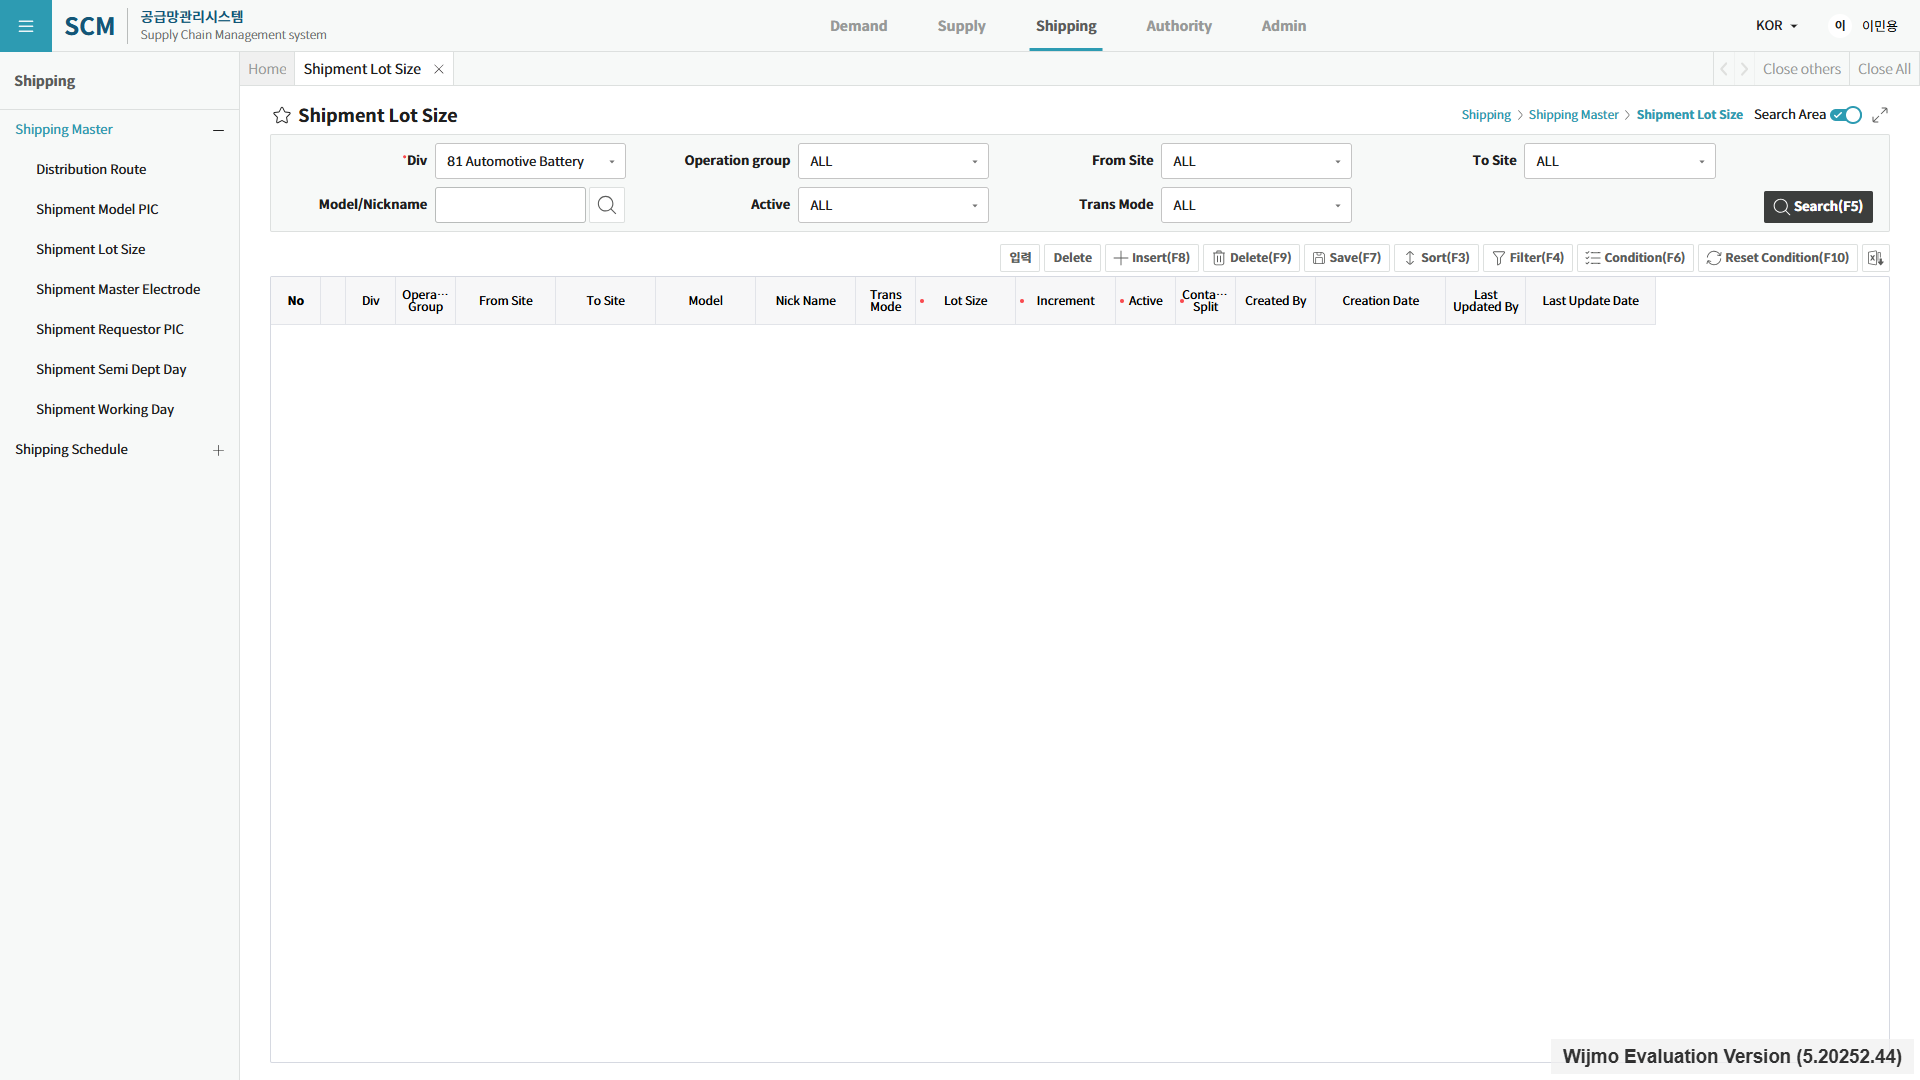 SCM
공급망관리시스템
Supply Chain Management system
Demand
Supply
Shipping
Authority
Admin
KOR
이
이민용
Shipping
Home
Shipment Lot Size
Close others
Close All
Shipping Master
Distribution Route
Shipment Model PIC
Shipment Lot Size
Shipment Master Electrode
Shipment Requestor PIC
Shipment Semi Dept Day
Shipment Working Day
Shipping Schedule
Shipment Lot Size
Shipping > Shipping Master > Shipment Lot Size
Search Area
*Div
81 Automotive Battery
Operation group
ALL
From Site
ALL
To Site
ALL
Model/Nickname
Active
ALL
Trans Mode
ALL
Search(F5)
입력
Delete
Insert(F8)
Delete(F9)
Save(F7)
Sort(F3)
Filter(F4)
Condition(F6)
Reset Condition(F10)
No
Div
Opera···
Group
From Site
To Site
Model
Nick Name
Trans
Mode
Lot Size
Increment
Active
Conta···
Split
Created By
Creation Date
Last
Updated By
Last Update Date
Wijmo Evaluation Version (5.20252.44)